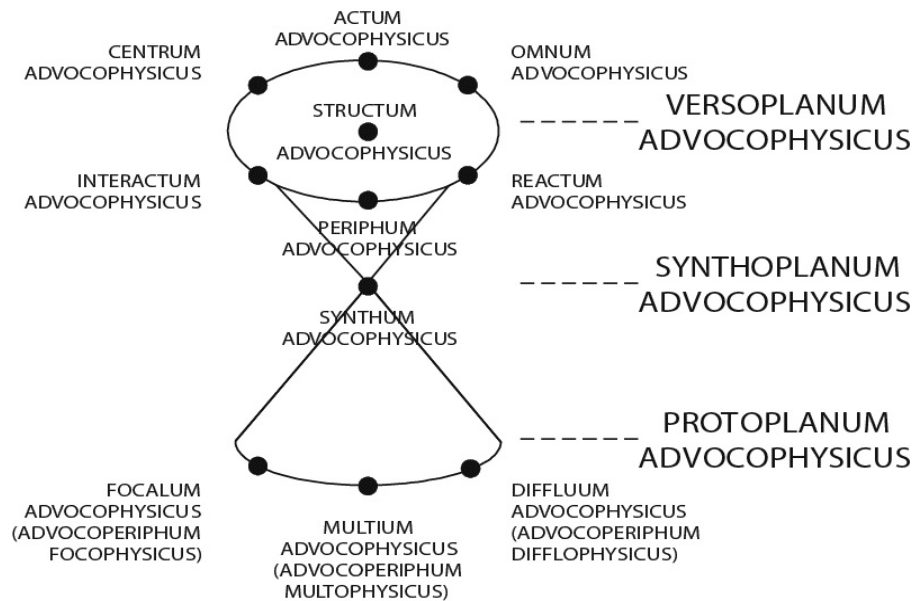 ACTUM
ADVOCOPHYSICUS
CENTRUM
ADVOCOPHYSICUS
OMNUM
ADVOCOPHYSICUS
STRUCTUM
ADVOCOPHYSICUS
VERSOPLANUM
ADVOCOPHYSICUS
INTERACTUM
ADVOCOPHYSICUS
REACTUM
ADVOCOPHYSICUS
PERIPHUM
ADVOCOPHYSICUS
SYNTHOPLANUM
ADVOCOPHYSICUS
SYNTHUM
ADVOCOPHYSICUS
PROTOPLANUM
ADVOCOPHYSICUS
FOCALUM
ADVOCOPHYSICUS
(ADVOCOPERIPHUM
FOCOPHYSICUS)
MULTIUM
ADVOCOPHYSICUS
(ADVOCOPERIPHUM
MULTOPHYSICUS)
DIFFLUUM
ADVOCOPHYSICUS
(ADVOCOPERIPHUM
DIFFLOPHYSICUS)